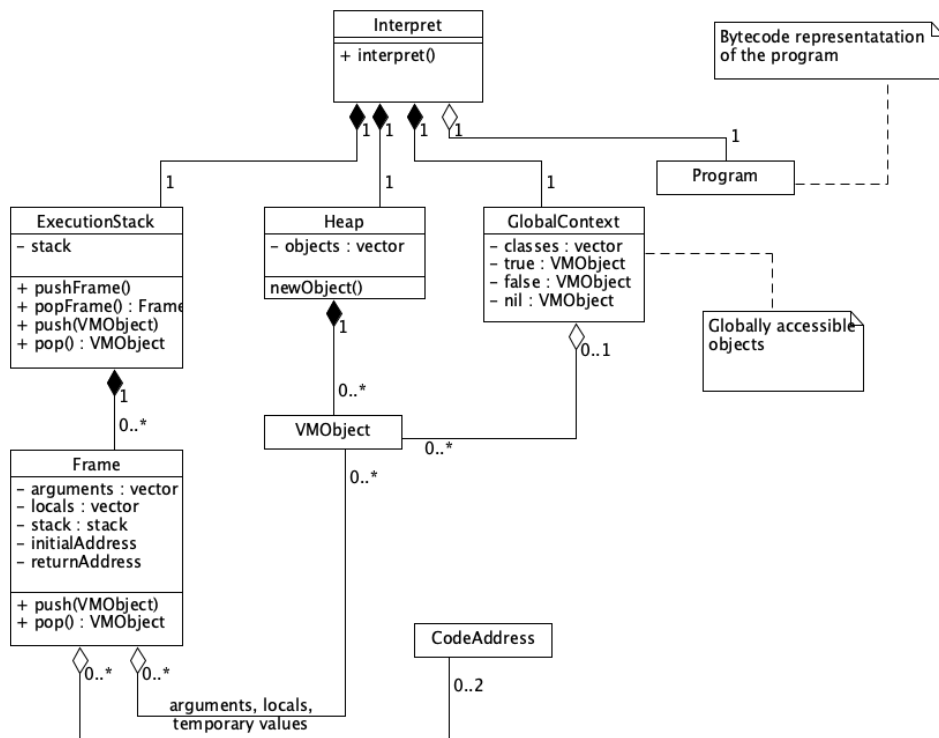 Interpret
+ interpret()
Bytecode representatation
of the program
1
1
1
1
1
Program
1
1
1
ExecutionStack
- stack
+ pushFrame()
+ popFrame() : Frame
+ push(VMObject)
+ pop() : VMObject
Heap
- objects : vector
newObject()
GlobalContext
- classes : vector
- true : VMObject
- false : VMObject
- nil : VMObject
Globally accessible
objects
1
0..1
1
0..*
0..*
VMObject
0..*
0..*
Frame
- arguments : vector
- locals : vector
- stack : stack
- initialAddress
- returnAddress
+ push(VMObject)
+ pop() : VMObject
CodeAddress
0..*
0..*
0..2
arguments, locals,
temporary values